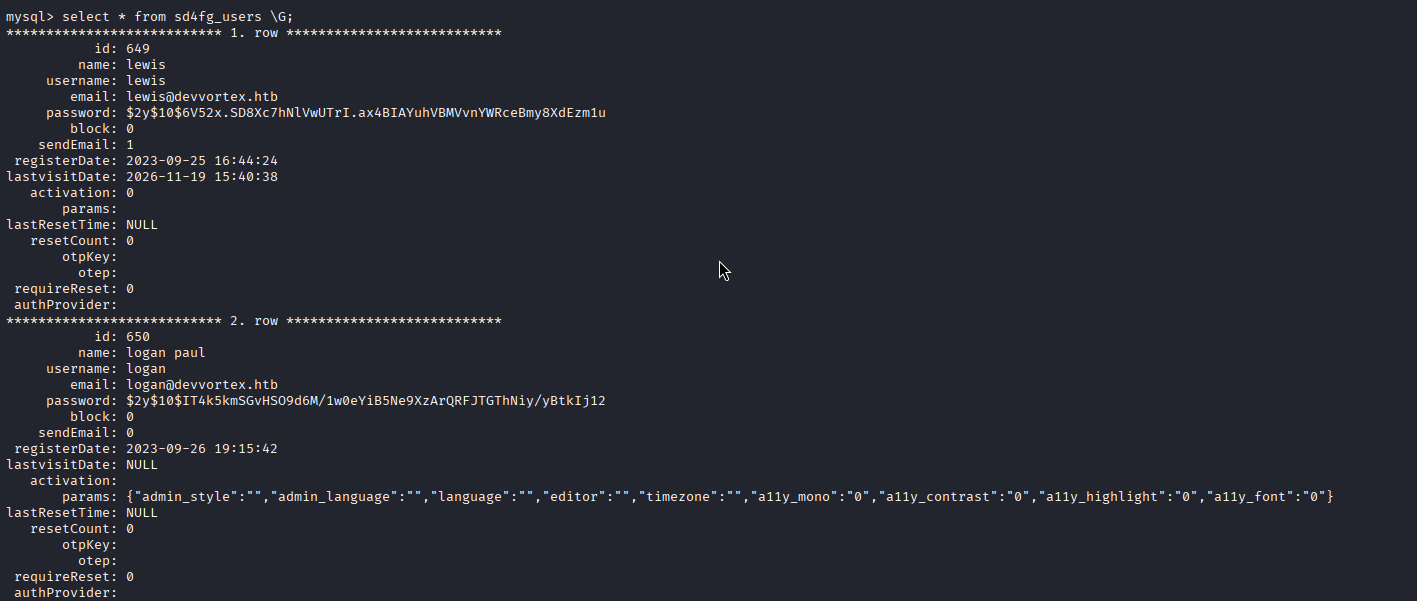 mysql> select * from sd4fg_users \G;
*************************** 1. row ***************************
id: 649
name: lewis
username: lewis
email: lewis@devvortex.htb
password: $2y$10$6V52x.SD8Xc7hNlVwUTrI.ax4BIAYuhVBMVvnYWRceBmy8XdEzm1u
block: 0
sendEmail: 1
registerDate: 2023-09-25 16:44:24
lastvisitDate: 2026-11-19 15:40:38
activation: 0
params:
lastResetTime: NULL
resetCount: 0
otpKey:
otep:
requireReset: 0
authProvider:
*************************** 2. row ***************************
id: 650
name: logan paul
username: logan
email: logan@devvortex.htb
password: $2y$10$IT4k5kmSGvHSO9d6M/1w0eYiB5Ne9XzArQRFJTGThNiy/yBtkIj12
block: 0
sendEmail: 0
registerDate: 2023-09-26 19:15:42
lastvisitDate: NULL
activation:
params: {"admin_style":"","admin_language":"","language":"","editor":"","timezone":"","a11y_mono":"0","a11y_contrast":"0","a11y_highlight":"0","a11y_font":"0"}
lastResetTime: NULL
resetCount: 0
otpKey:
otep:
requireReset: 0
authProvider: